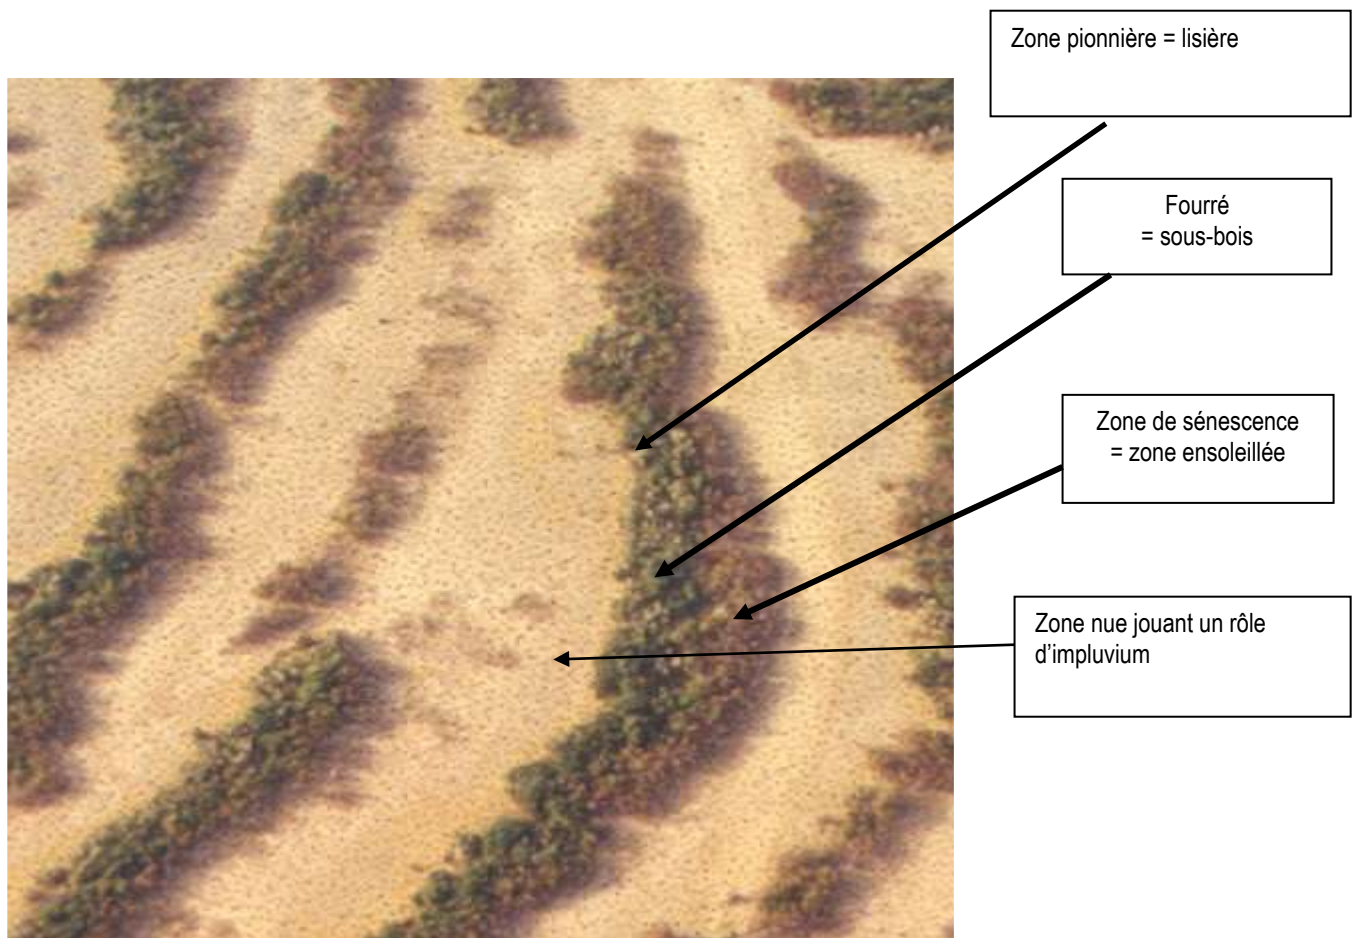 Zone pionnière = lisière
Fourré
= sous-bois
Zone de sénescence
= zone ensoleillée
Zone nue jouant un rôle
d’impluvium